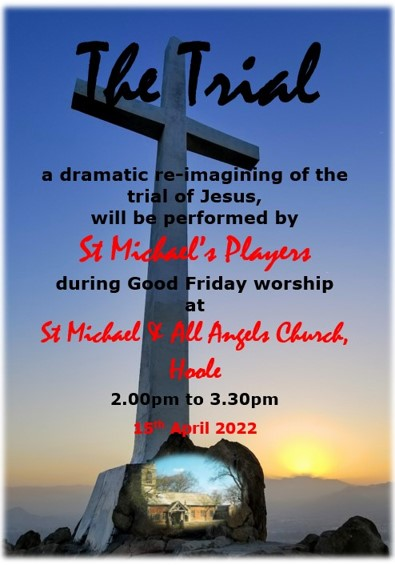 The Trial
a dramatic re-imagining of the
trial of Jesus,
will be performed by
St Michael's Players
during Good Friday worship
at
St Michael & All Angels Church,
Hoole
2.00pm to 3.30pm
15th April 2022